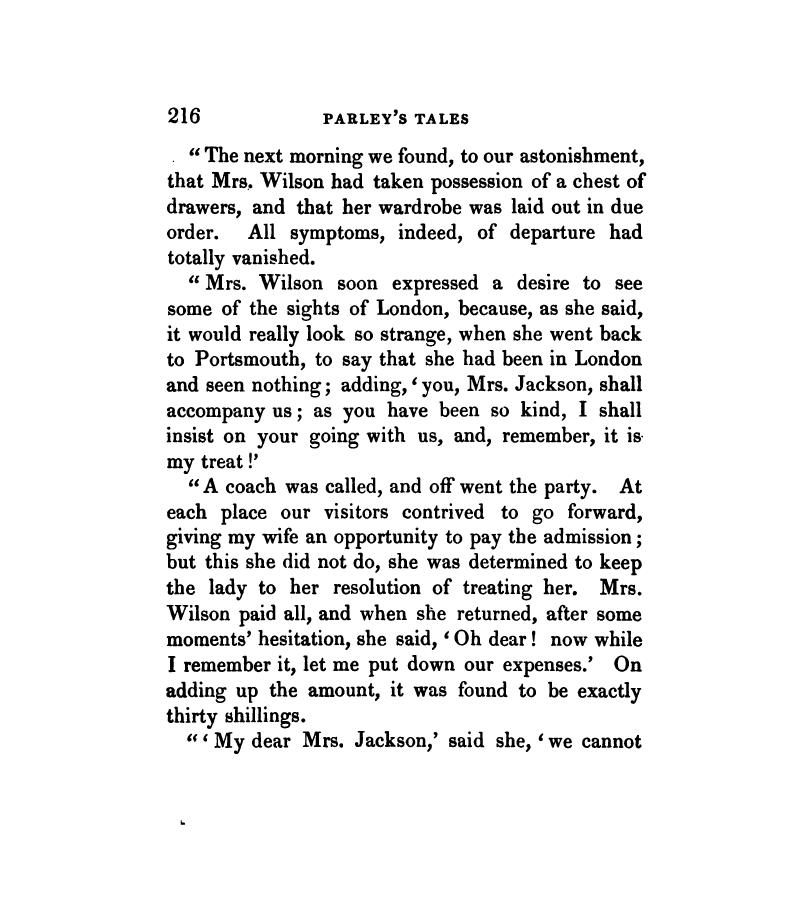 216 PARLEY'S TALES
"The next morning we found, to our astonishment,
that Mrs. Wilson had taken possession of a chest of
drawers, and that her wardrobe was laid out in due
order. All symptoms, indeed, of departure had
totally vanished.
"Mrs. Wilson soon expressed a desire to see
some of the sights of London, because, as she said,
it would really look so strange, when she went back
to Portsmouth, to say that she had been in London
and seen nothing; adding, 'you, Mrs. Jackson, shall
accompany us; as you have been so kind, I shall
insist on your going with us, and, remember, it is
my treat!'
"A coach was called, and off went the party. At
each place our visitors contrived to go forward,
giving my wife an opportunity to pay the admission;
but this she did not do, she was determined to keep
the lady to her resolution of treating her. Mrs.
Wilson paid all, and when she returned, after some
moments' hesitation, she said, 'Oh dear! now while
I remember it, let me put down our expenses.' On
adding up the amount, it was found to be exactly
thirty shillings.
"'My dear Mrs. Jackson,' said she, 'we cannot